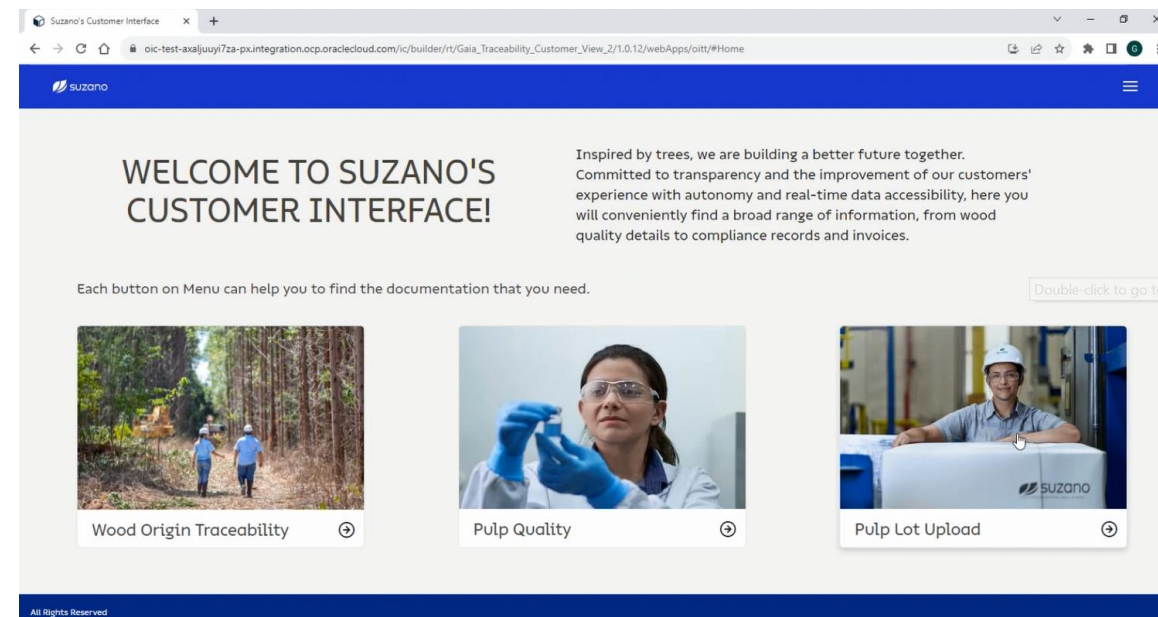 Suzano's Customer Interface
oic-test-axaljuuyi7za-px.integration.ocp.oraclecloud.com/ic/builder/rt/Gaia_Traceability_Customer_View_2/1.0.12/webApps/oitt/#Home
G
suzano
WELCOME TO SUZANO'S
CUSTOMER INTERFACE!
Inspired by trees, we are building a better future together.
Committed to transparency and the improvement of our customers'
experience with autonomy and real-time data accessibility, here you
will conveniently find a broad range of information, from wood
quality details to compliance records and invoices.
Each button on Menu can help you to find the documentation that you need.
Double-click to go t
suzano
Wood Origin Traceability
Pulp Quality
Pulp Lot Upload
All Rights Reserved